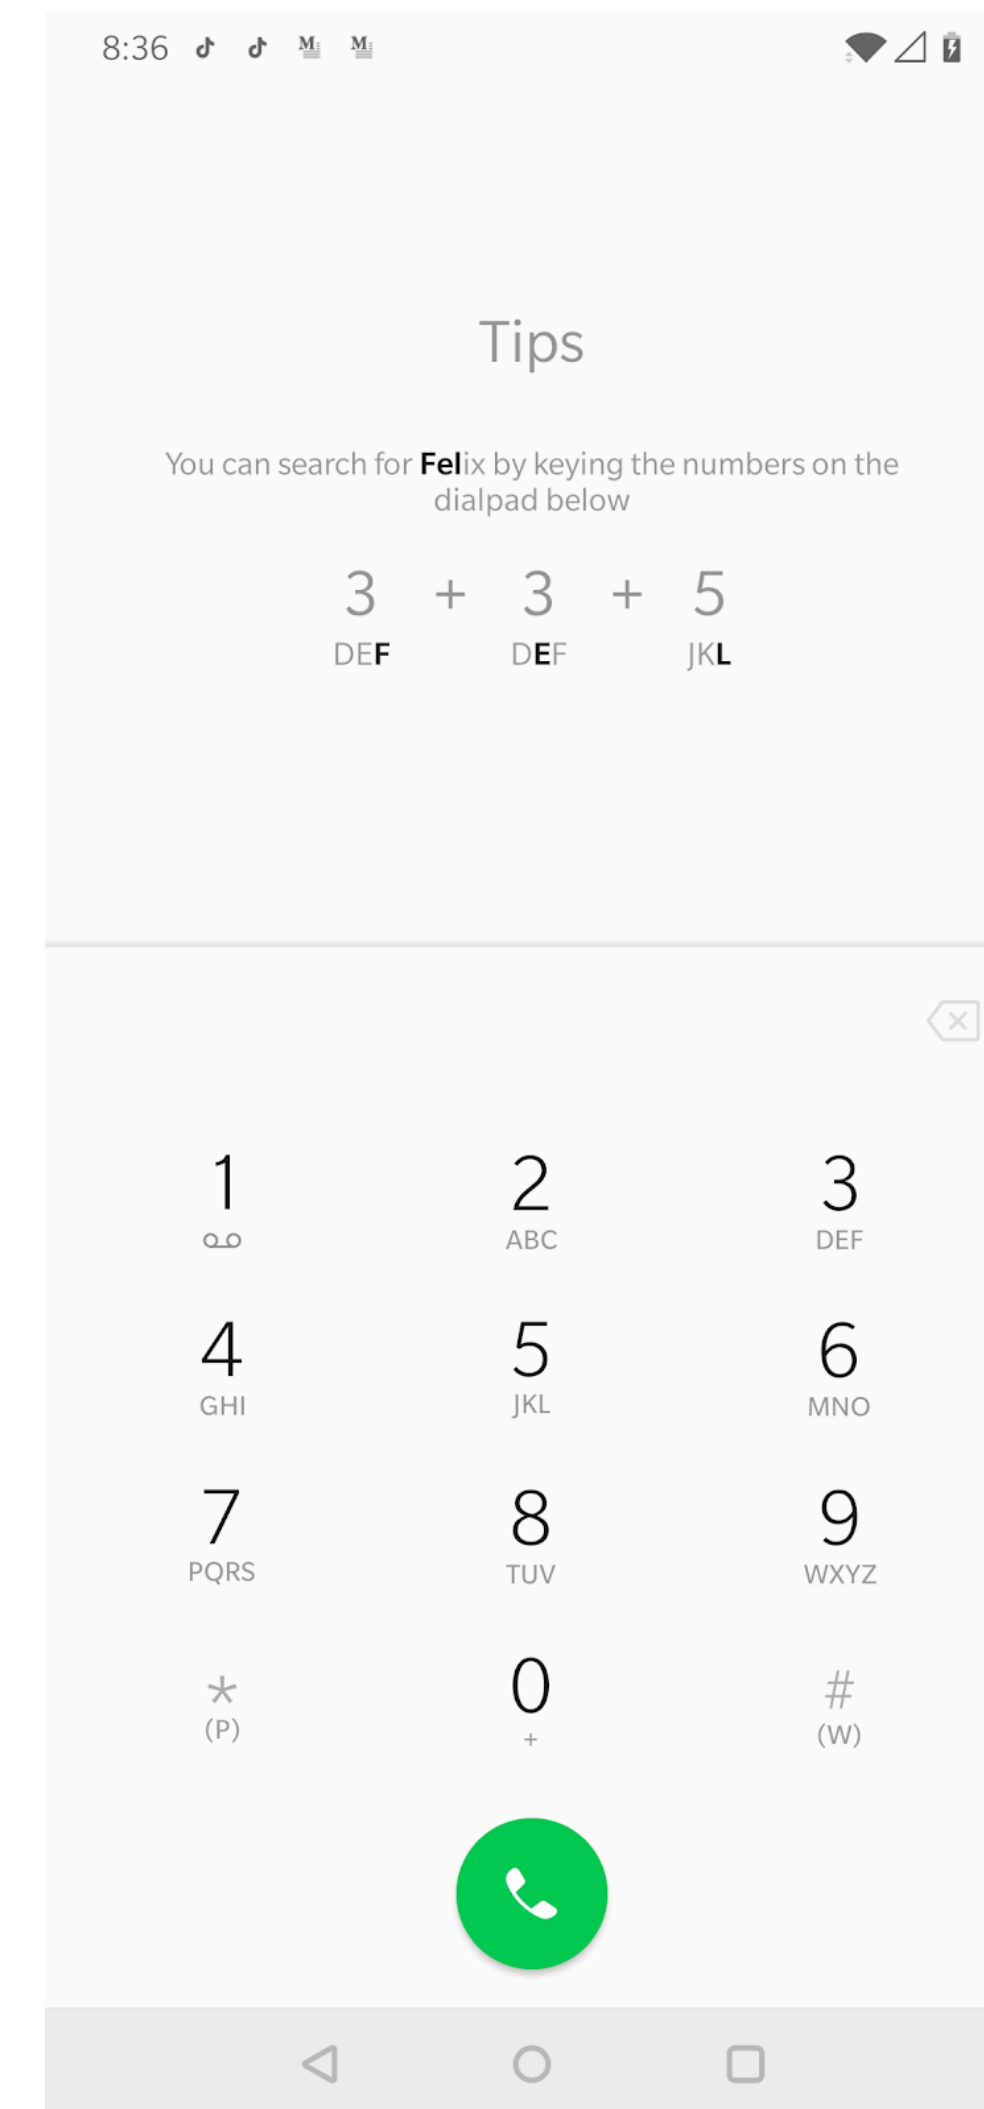 8:36
Tips
You can search for Felix by keying the numbers on the
dialpad below
3 + 3 + 5
DEF DEF JKL
1 2 3
ABC DEF
4 5 6
GHI JKL MNO
7 8 9
PQRS TUV WXYZ
* 0 #
(P) + (W)